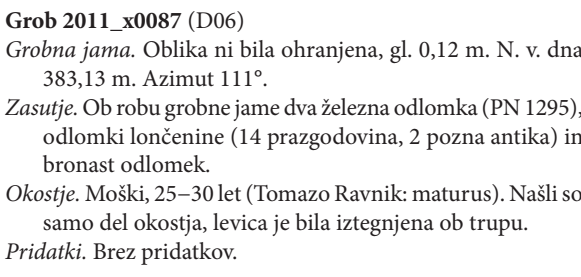 Grob 2011_x0087 (D06)
Grobna jama. Oblika ni bila ohranjena, gl. 0,12 m. N. v. dna
383,13 m. Azimut 111°.
Zasutje. Ob robu grobne jame dva železna odlomka (PN 1295),
odlomki lončenine (14 prazgodovina, 2 pozna antika) in
bronast odlomek.
Okostje. Moški, 25−30 let (Tomazo Ravnik: maturus). Našli so
samo del okostja, levica je bila iztegnjena ob trupu.
Pridatki. Brez pridatkov.